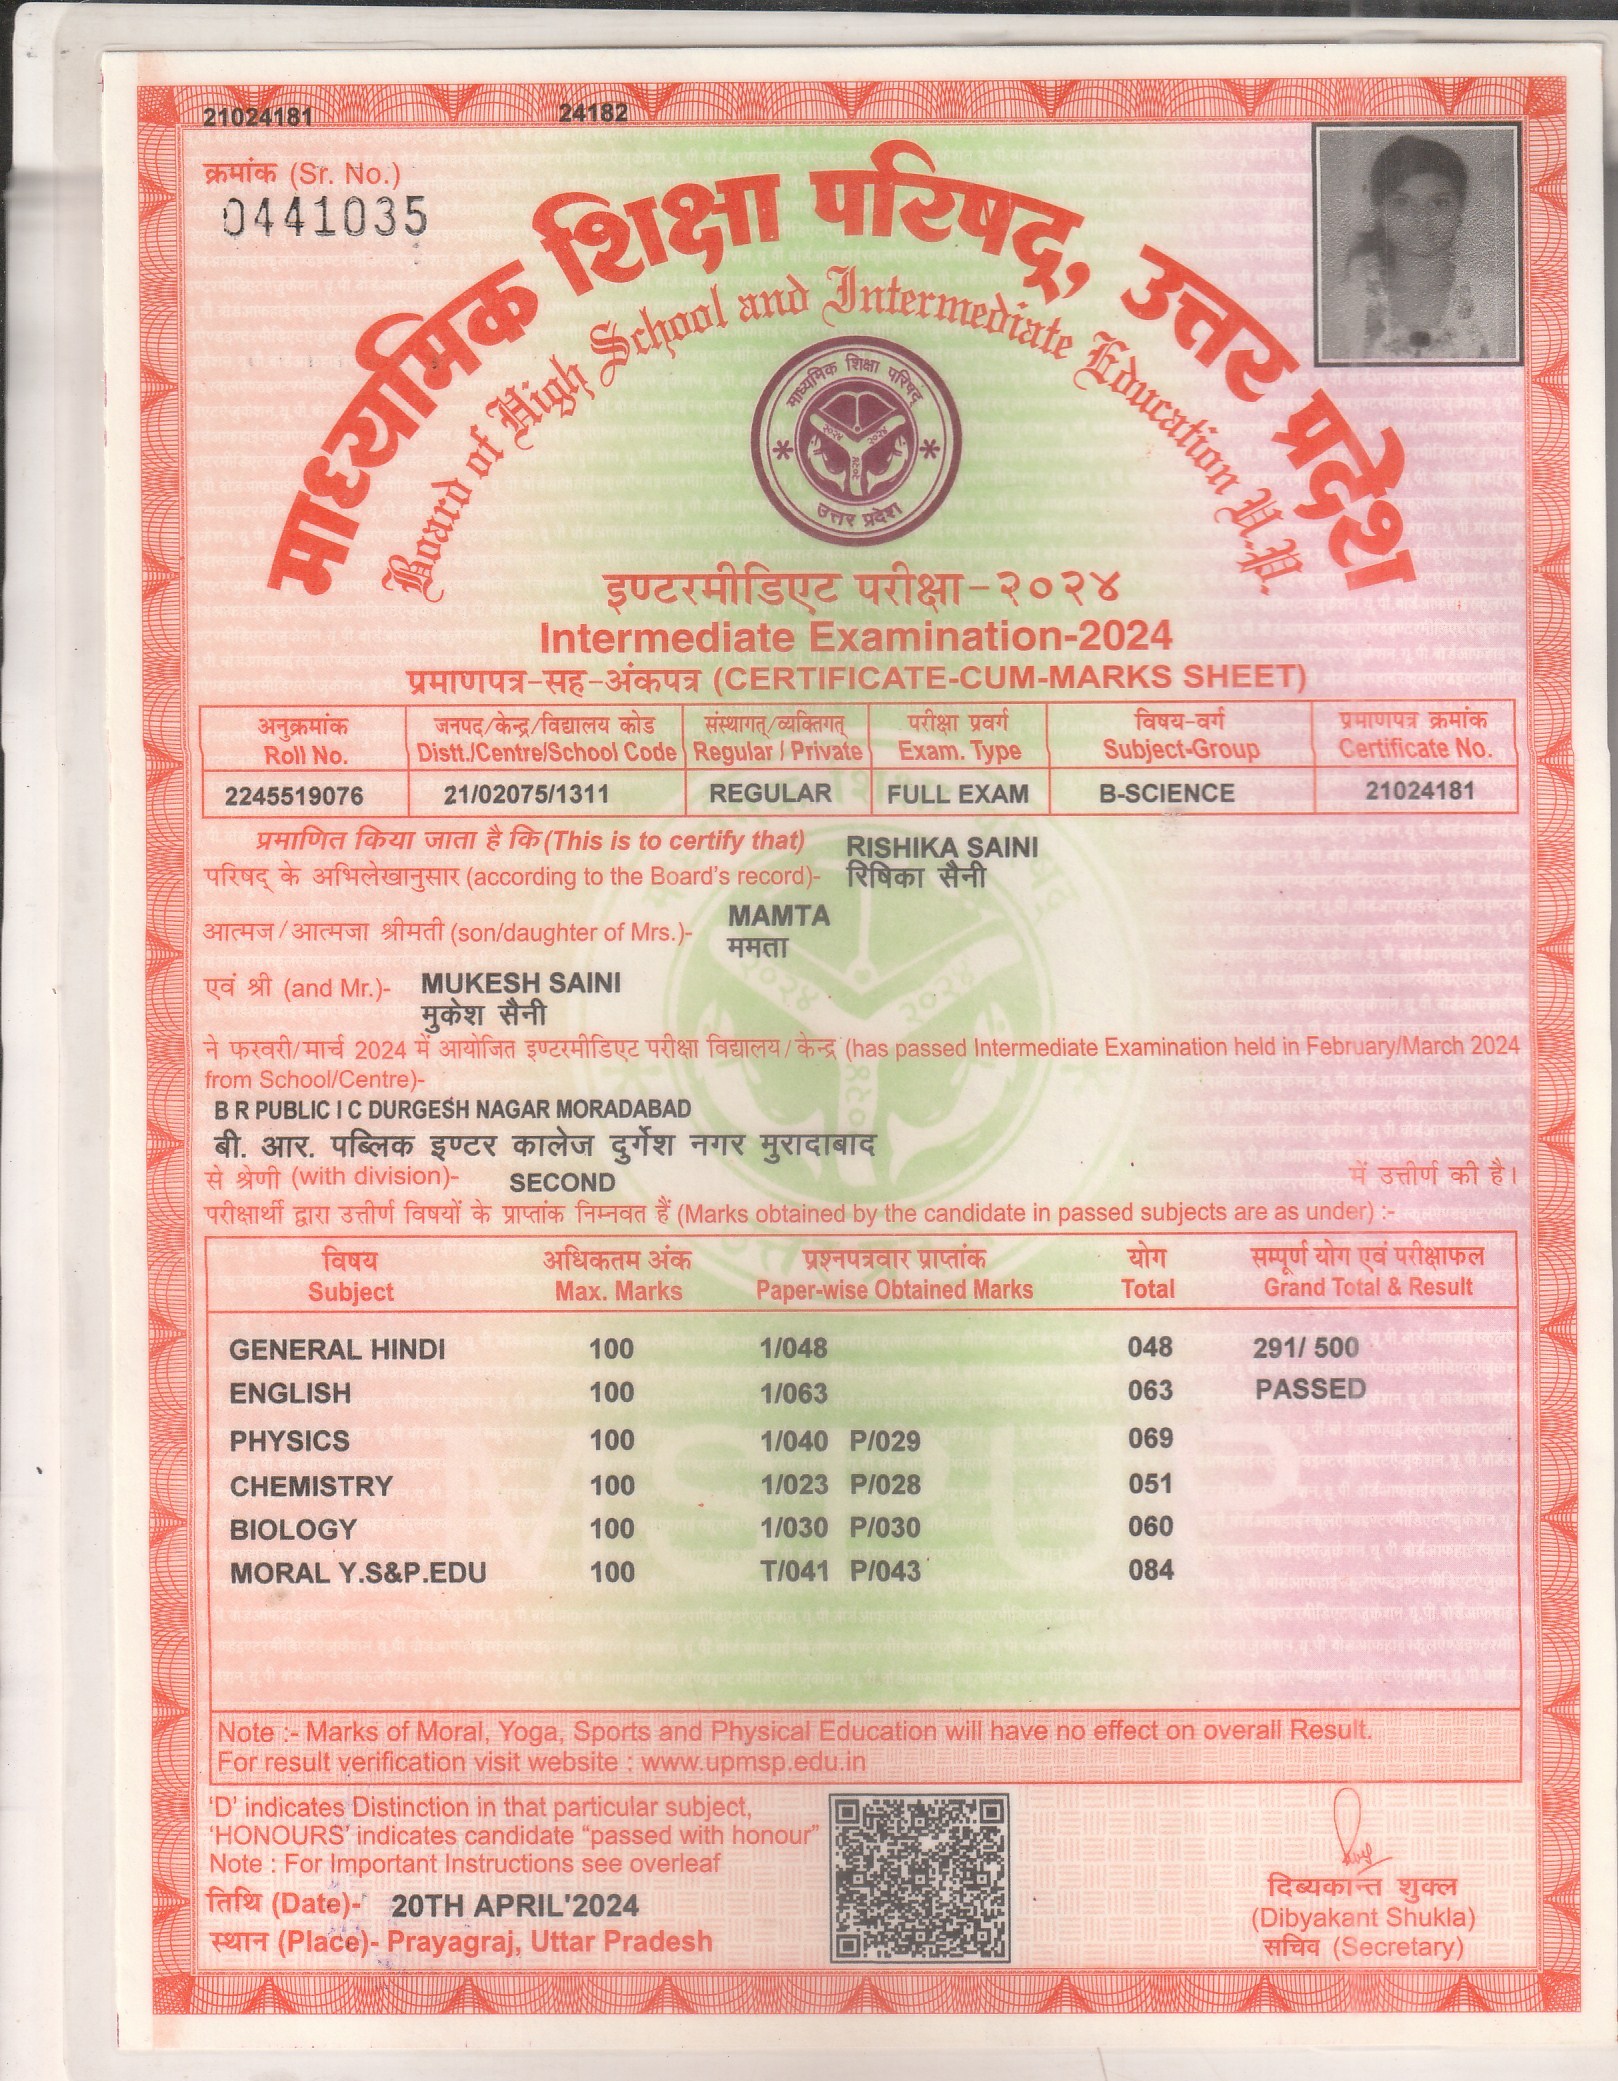 21024181 24182
क्रमांक (Sr. No.)
0441035
माध्यमिक शिक्षा परिषद्, उत्तर प्रदेश
Board of High School and Intermediate Education U.P.
माध्यमिक शिक्षा परिषद्
२०२४ २०२४
२०२४
उत्तर प्रदेश
इण्टरमीडिएट परीक्षा-२०२४
Intermediate Examination-2024
प्रमाणपत्र-सह-अंकपत्र (CERTIFICATE-CUM-MARKS SHEET)
अनुक्रमांक जनपद/केन्द्र/विद्यालय कोड संस्थागत्/व्यक्तिगत् परीक्षा प्रवर्ग विषय-वर्ग प्रमाणपत्र क्रमांक
Roll No. Distt./Centre/School Code Regular / Private Exam. Type Subject-Group Certificate No.
2245519076 21/02075/1311 REGULAR FULL EXAM B-SCIENCE 21024181
प्रमाणित किया जाता है कि (This is to certify that) RISHIKA SAINI
परिषद् के अभिलेखानुसार (according to the Board's record)- रिषिका सैनी
MAMTA
आत्मज/आत्मजा श्रीमती (son/daughter of Mrs.)- ममता
एवं श्री (and Mr.)- MUKESH SAINI
मुकेश सैनी
ने फरवरी/मार्च 2024 में आयोजित इण्टरमीडिएट परीक्षा विद्यालय/केन्द्र (has passed Intermediate Examination held in February/March 2024
from School/Centre)-
B R PUBLIC I C DURGESH NAGAR MORADABAD
बी. आर. पब्लिक इण्टर कालेज दुर्गेश नगर मुरादाबाद
से श्रेणी (with division)- SECOND में उत्तीर्ण की है।
परीक्षार्थी द्वारा उत्तीर्ण विषयों के प्राप्तांक निम्नवत हैं (Marks obtained by the candidate in passed subjects are as under) :-
विषय अधिकतम अंक प्रश्नपत्रवार प्राप्तांक योग सम्पूर्ण योग एवं परीक्षाफल
Subject Max. Marks Paper-wise Obtained Marks Total Grand Total & Result
GENERAL HINDI 100 1/048 048 291/ 500
ENGLISH 100 1/063 063 PASSED
PHYSICS 100 1/040 P/029 069
CHEMISTRY 100 1/023 P/028 051
BIOLOGY 100 1/030 P/030 060
MORAL Y.S&P.EDU 100 T/041 P/043 084
Note :- Marks of Moral, Yoga, Sports and Physical Education will have no effect on overall Result.
For result verification visit website : www.upmsp.edu.in
'D' indicates Distinction in that particular subject,
'HONOURS' indicates candidate "passed with honour"
Note : For Important Instructions see overleaf
तिथि (Date)- 20TH APRIL'2024
स्थान (Place)- Prayagraj, Uttar Pradesh
दिब्यकान्त शुक्ल
(Dibyakant Shukla)
सचिव (Secretary)